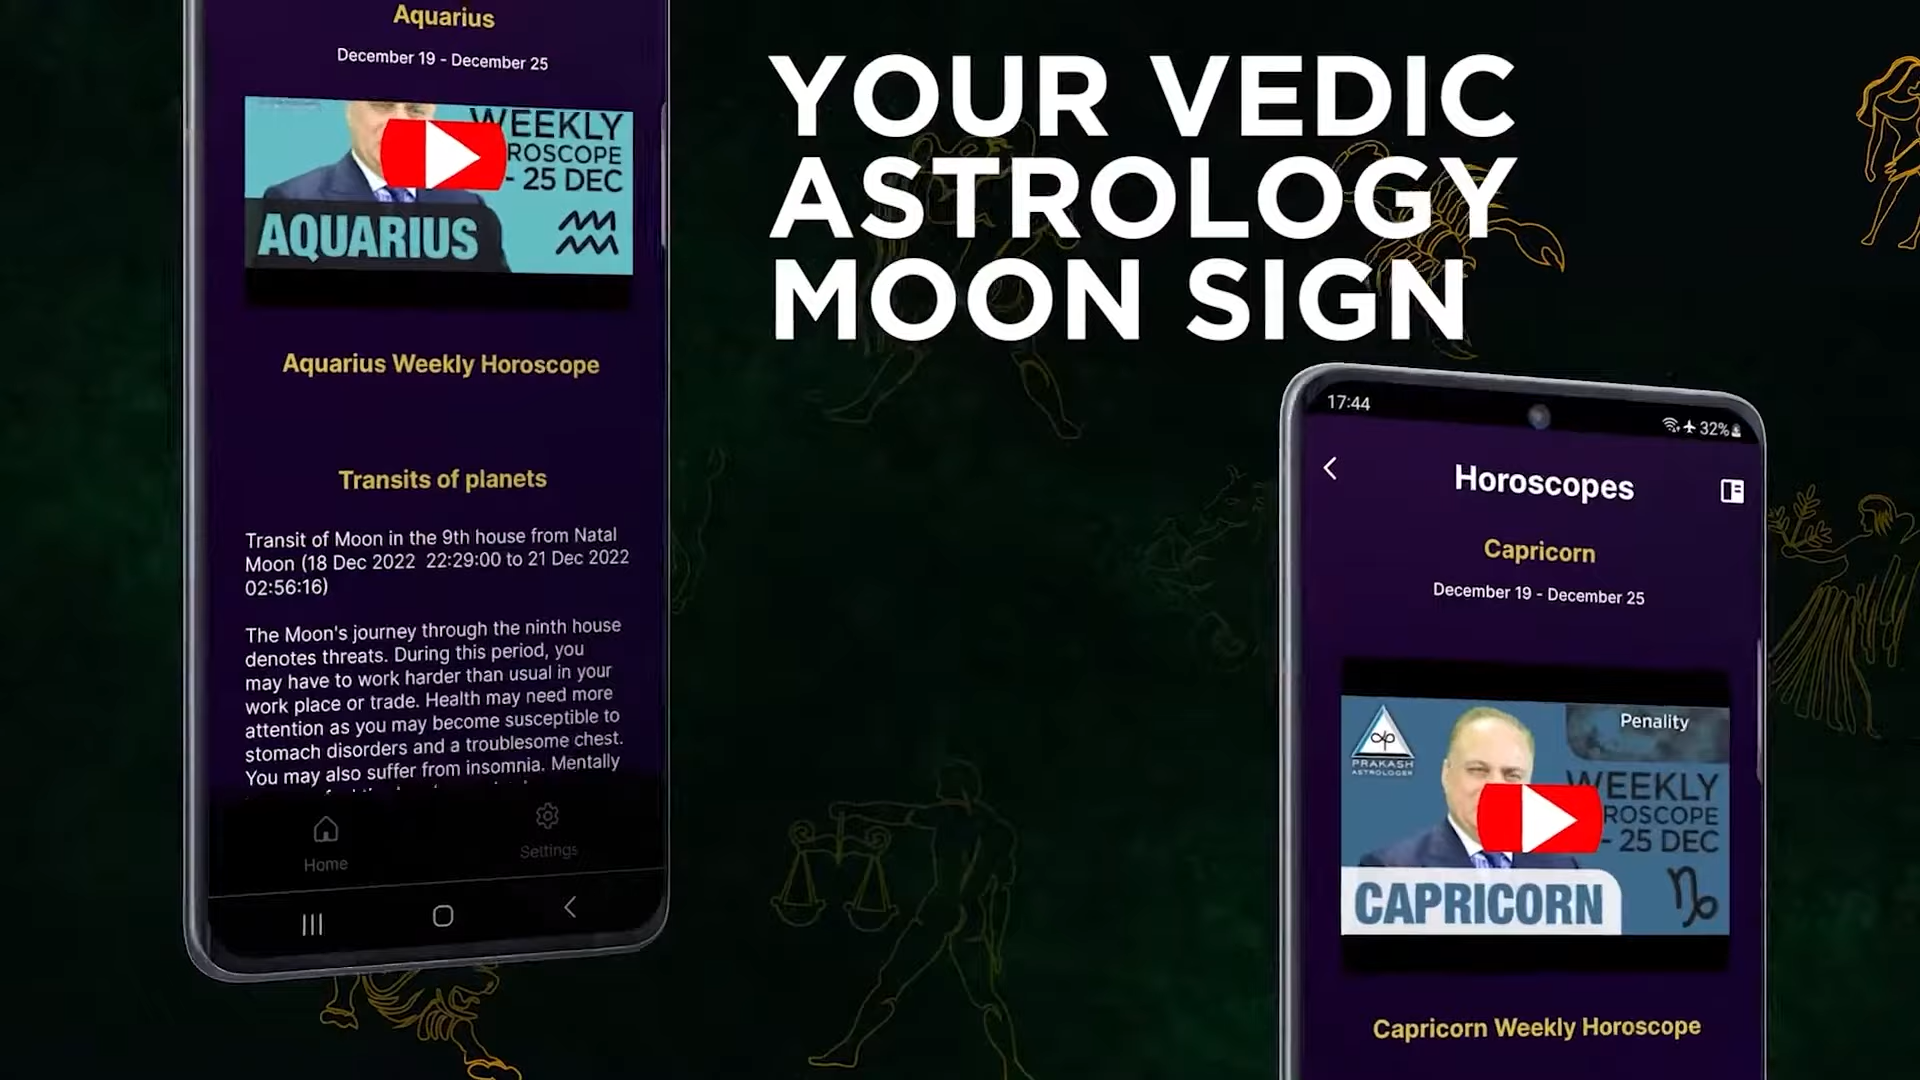 Aquarius
December 19 - December 25
WEEKLY
ROSCOPE
- 25 DEC
AQUARIUS
Aquarius Weekly Horoscope
Transits of planets
Transit of Moon in the 9th house from Natal
Moon (18 Dec 2022 22:29:00 to 21 Dec 2022
02:56:16)
The Moon's journey through the ninth house
denotes threats. During this period, you
may have to work harder than usual in your
work place or trade. Health may need more
attention as you may become susceptible to
stomach disorders and a troublesome chest.
You may also suffer from insomnia. Mentally
Home
Settings
YOUR VEDIC
ASTROLOGY
MOON SIGN
17:44
32%
Horoscopes
Capricorn
December 19 - December 25
PRAKASH
ASTROLOGER
Penality
WEEKLY
ROSCOPE
- 25 DEC
CAPRICORN
Capricorn Weekly Horoscope